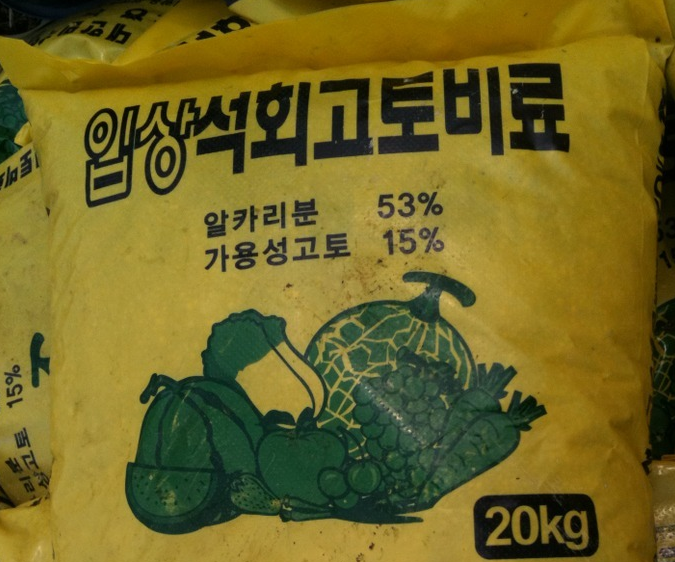 입상석회고토비료
알카리분 53%
가용성고토 15%
20kg
15%